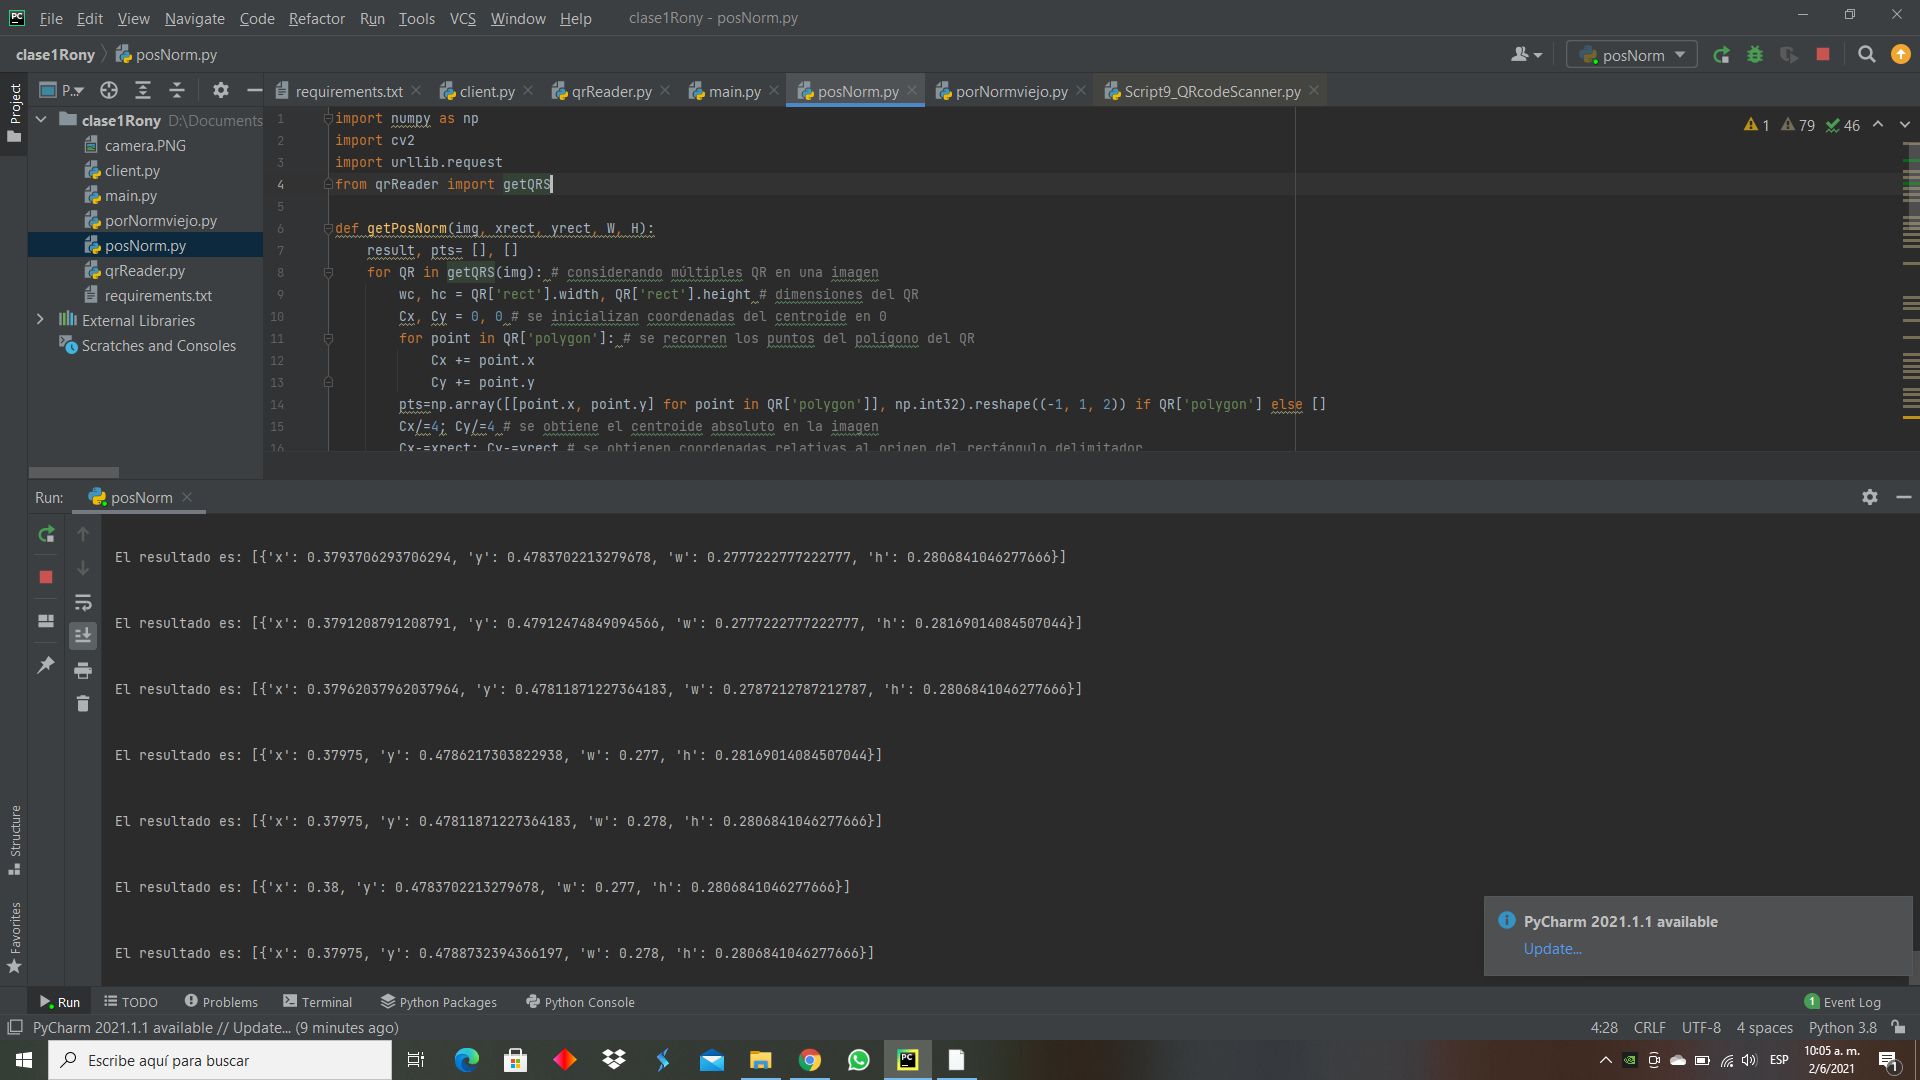 File Edit View Navigate Code Refactor Run Tools VCS Window Help clase1Rony - posNorm.py
clase1Rony posNorm.py posNorm
Project
P... requirements.txt client.py qrReader.py main.py posNorm.py porNormviejo.py Script9_QRcodeScanner.py
clase1Rony D:\Documents
camera.PNG
client.py
main.py
porNormviejo.py
posNorm.py
qrReader.py
requirements.txt
External Libraries
Scratches and Consoles
1 79 46
1 import numpy as np
2 import cv2
3 import urllib.request
4 from qrReader import getQRS
5
6 def getPosNorm(img, xrect, yrect, W, H):
7 result, pts= [], []
8 for QR in getQRS(img): # considerando múltiples QR en una imagen
9 wc, hc = QR['rect'].width, QR['rect'].height # dimensiones del QR
10 Cx, Cy = 0, 0 # se inicializan coordenadas del centroide en 0
11 for point in QR['polygon']: # se recorren los puntos del polígono del QR
12 Cx += point.x
13 Cy += point.y
14 pts=np.array([[point.x, point.y] for point in QR['polygon']], np.int32).reshape((-1, 1, 2)) if QR['polygon'] else []
15 Cx/=4; Cy/=4 # se obtiene el centroide absoluto en la imagen
16 Cx-=xrect; Cy-=yrect # se obtienen coordenadas relativas al origen del rectángulo delimitador
Run: posNorm
El resultado es: [{'x': 0.3793706293706294, 'y': 0.4783702213279678, 'w': 0.2777222777222777, 'h': 0.2806841046277666}]
El resultado es: [{'x': 0.3791208791208791, 'y': 0.47912474849094566, 'w': 0.2777222777222777, 'h': 0.28169014084507044}]
El resultado es: [{'x': 0.37962037962037964, 'y': 0.47811871227364183, 'w': 0.2787212787212787, 'h': 0.2806841046277666}]
El resultado es: [{'x': 0.37975, 'y': 0.4786217303822938, 'w': 0.277, 'h': 0.28169014084507044}]
El resultado es: [{'x': 0.37975, 'y': 0.47811871227364183, 'w': 0.278, 'h': 0.2806841046277666}]
El resultado es: [{'x': 0.38, 'y': 0.4783702213279678, 'w': 0.277, 'h': 0.2806841046277666}]
El resultado es: [{'x': 0.37975, 'y': 0.4788732394366197, 'w': 0.278, 'h': 0.2806841046277666}]
Structure
Favorites
PyCharm 2021.1.1 available
Update...
Run TODO Problems Terminal Python Packages Python Console 1 Event Log
PyCharm 2021.1.1 available // Update... (9 minutes ago) 4:28 CRLF UTF-8 4 spaces Python 3.8
Escribe aquí para buscar ESP 10:05 a. m.
2/6/2021 1